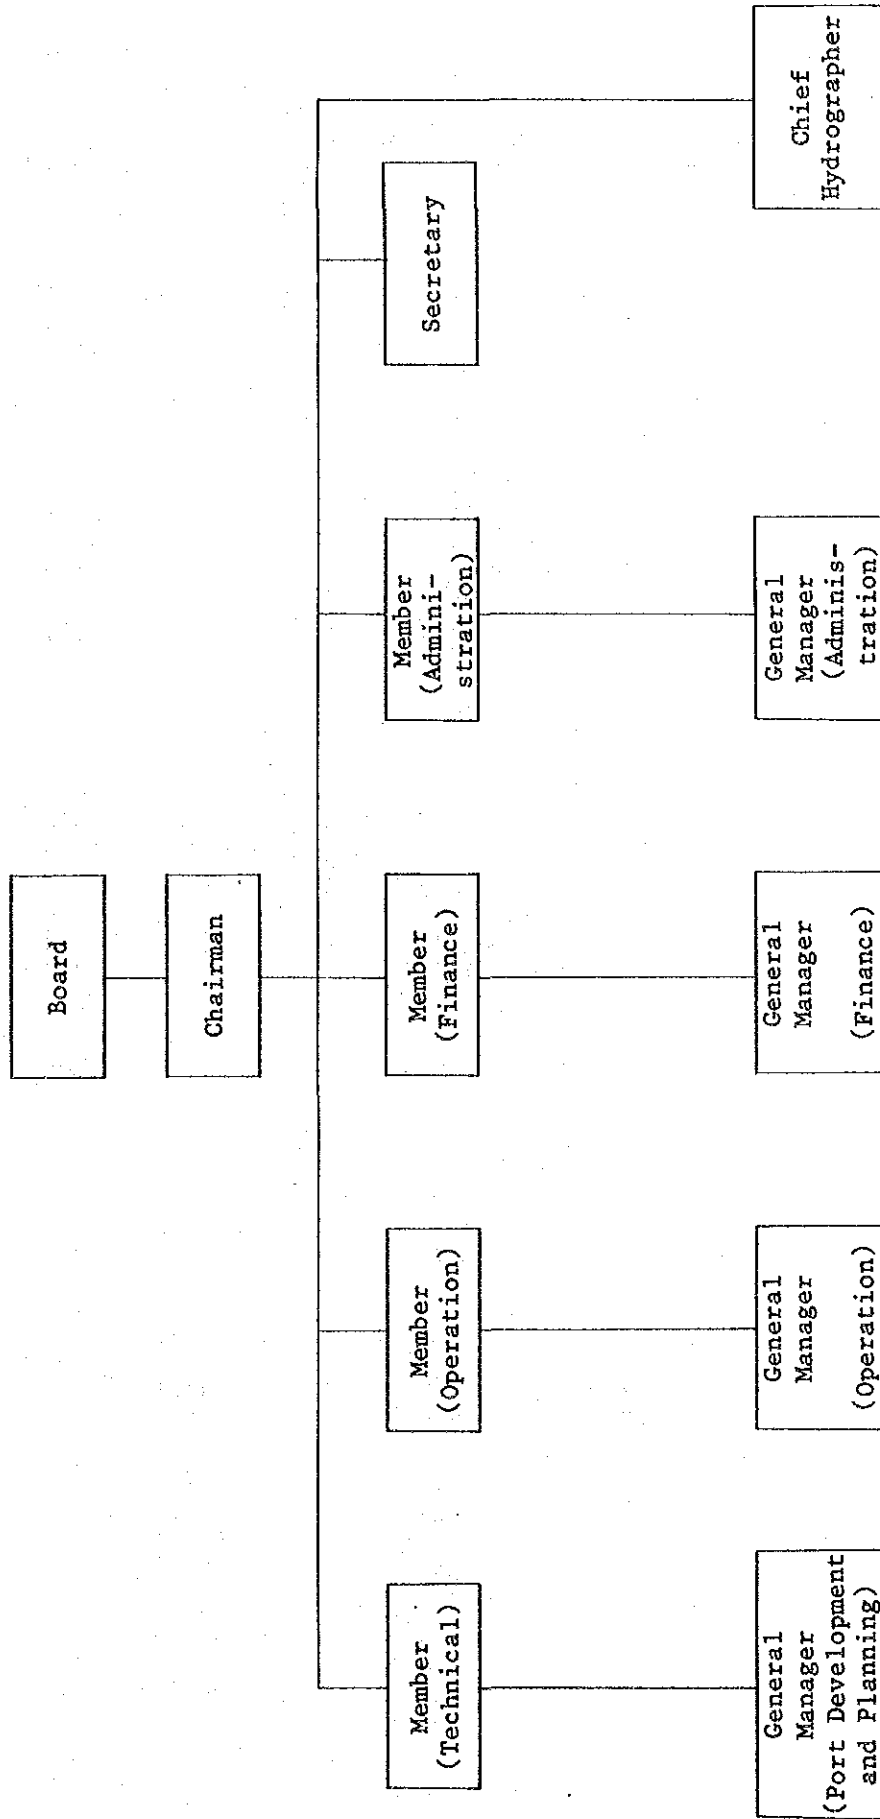 Board
Chairman
Member
(Technical)
Member
(Operation)
Member
(Finance)
Member
(Admini-
stration)
Secretary
General
Manager
(Port Development
and Planning)
General
Manager
(Operation)
General
Manager
(Finance)
General
Manager
(Adminis-
tration)
Chief
Hydrographer